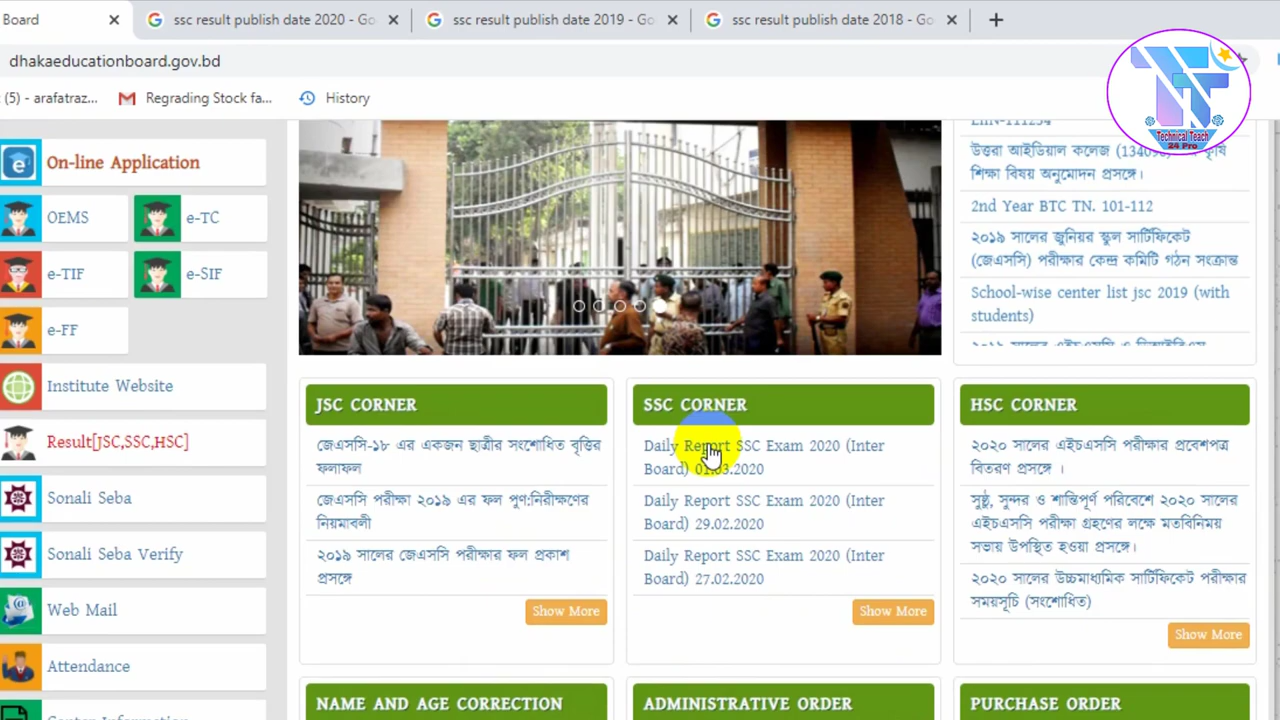 Board
ssc result publish date 2020 - Go
ssc result publish date 2019 - Go
ssc result publish date 2018 - Go
dhakaeducationboard.gov.bd
(5) - arafatraz...
Regrading Stock fa...
History
Technical Teach
24 Pro
On-line Application
OEMS
e-TC
e-TIF
e-SIF
e-FF
Institute Website
Result[JSC,SSC,HSC]
Sonali Seba
Sonali Seba Verify
Web Mail
Attendance
EIIN-111234
উত্তরা আইডিয়াল কলেজ (13409 কৃষি
শিক্ষা বিষয় অনুমোদন প্রসঙ্গে।
2nd Year BTC TN. 101-112
২০১৯ সালের জুনিয়র স্কুল সার্টিফিকেট
(জেএসসি) পরীক্ষার কেন্দ্র কমিটি গঠন সংক্রান্ত
School-wise center list jsc 2019 (with
students)
JSC CORNER
জেএসসি-১৮ এর একজন ছাত্রীর সংশোধিত বৃত্তির
ফলাফল
জেএসসি পরীক্ষা ২০১৯ এর ফল পুণ:নিরীক্ষণের
নিয়মাবলী
২০১৯ সালের জেএসসি পরীক্ষার ফল প্রকাশ
প্রসঙ্গে
Show More
SSC CORNER
Daily Report SSC Exam 2020 (Inter
Board) 01.03.2020
Daily Report SSC Exam 2020 (Inter
Board) 29.02.2020
Daily Report SSC Exam 2020 (Inter
Board) 27.02.2020
Show More
HSC CORNER
২০২০ সালের এইচএসসি পরীক্ষার প্রবেশপত্র
বিতরণ প্রসঙ্গে ।
সুষ্ঠু, সুন্দর ও শান্তিপূর্ণ পরিবেশে ২০২০ সালের
এইচএসসি পরীক্ষা গ্রহণের লক্ষে মতবিনিময়
সভায় উপস্থিত হওয়া প্রসঙ্গে।
২০২০ সালের উচ্চমাধ্যমিক সার্টিফিকেট পরীক্ষার
সময়সূচি (সংশোধিত)
Show More
NAME AND AGE CORRECTION
ADMINISTRATIVE ORDER
PURCHASE ORDER